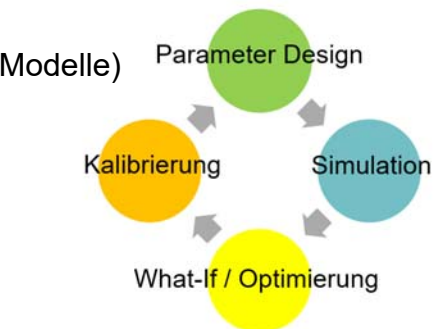 Modelle)
Parameter Design
Kalibrierung
Simulation
What-If / Optimierung